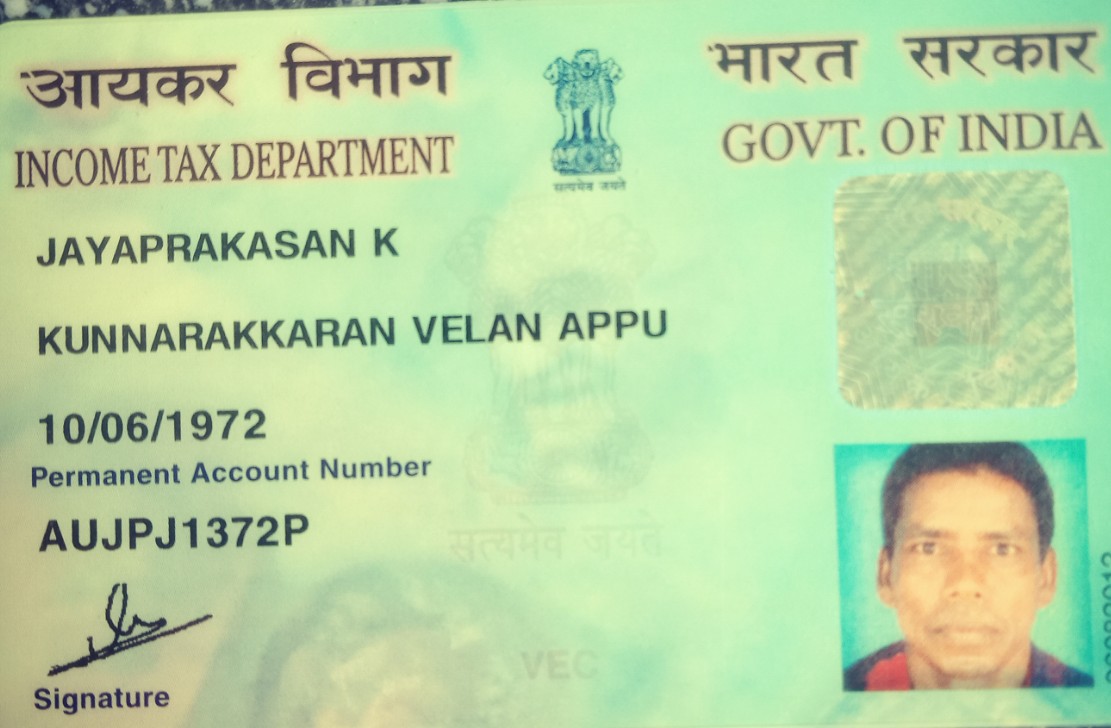 आयकर विभाग
INCOME TAX DEPARTMENT
सत्यमेव जयते
भारत सरकार
GOVT. OF INDIA
JAYAPRAKASAN K
KUNNARAKKARAN VELAN APPU
10/06/1972
Permanent Account Number
AUJPJ1372P
सत्यमेव जयते
VEC
Signature